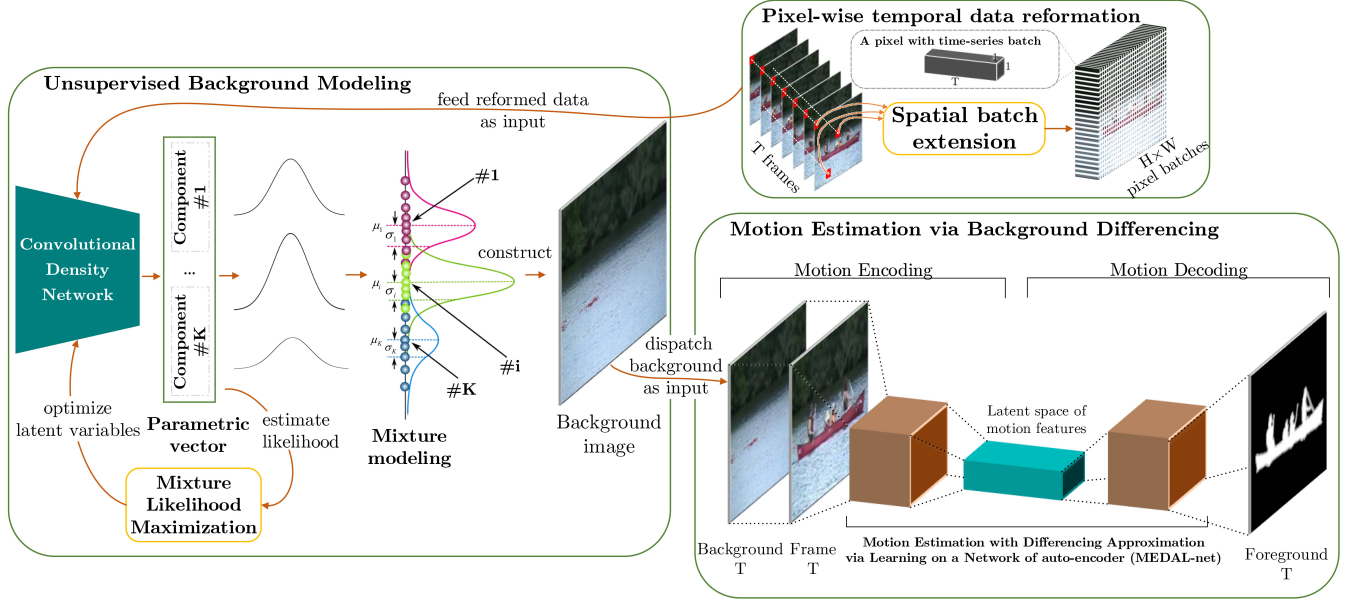 Pixel-wise temporal data reformation
A pixel with time-series batch
1
1
T
Spatial batch
extension
T frames
H×W
pixel batches
Unsupervised Background Modeling
feed reformed data
as input
Convolutional
Density
Network
Component
#1
...
Component
#K
Parametric
vector
optimize
latent variables
estimate
likelihood
Mixture
Likelihood
Maximization
μ₁
σ₁
μᵢ
σᵢ
μ_K
σ_K
#1
#i
#K
Mixture
modeling
construct
Background
image
dispatch
background
as input
Motion Estimation via Background Differencing
Motion Encoding
Motion Decoding
Latent space of
motion features
Background
T
Frame
T
Motion Estimation with Differencing Approximation
via Learning on a Network of auto-encoder (MEDAL-net)
Foreground
T